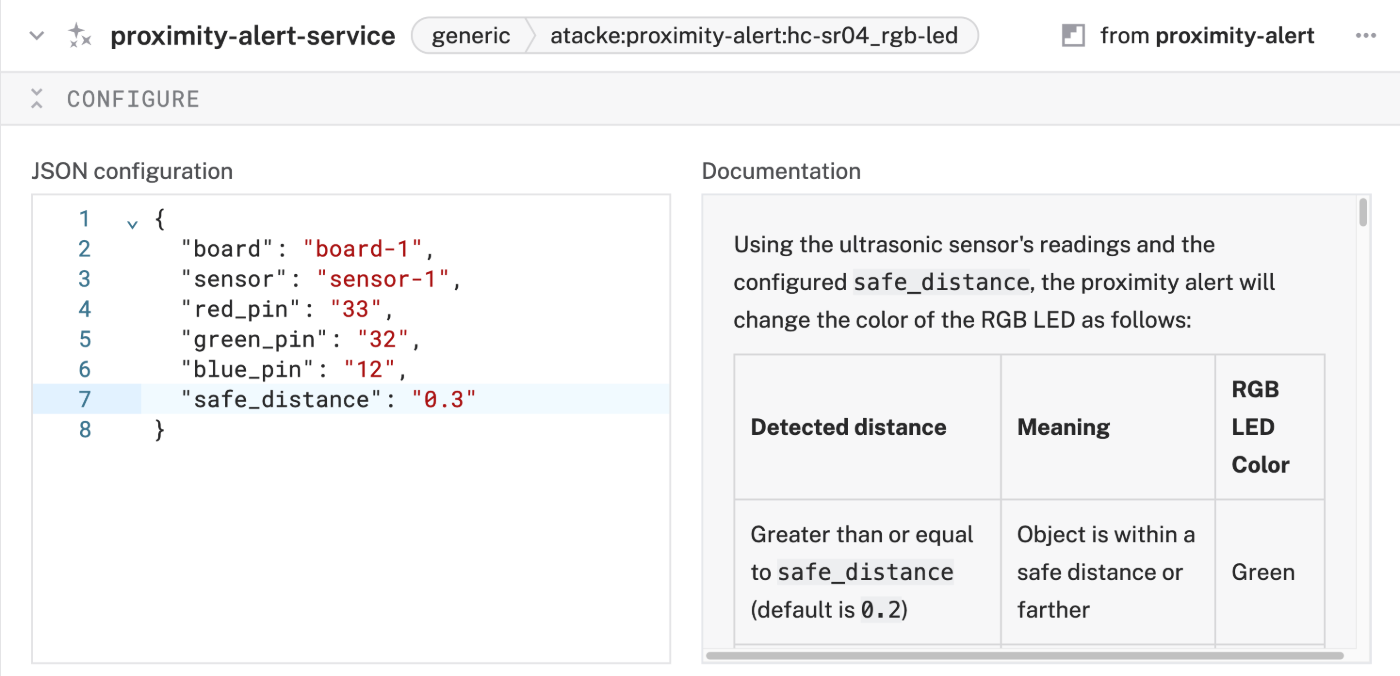 proximity-alert-service generic atacke:proximity-alert:hc-sr04_rgb-led from proximity-alert
CONFIGURE
JSON configuration
1 {
2 "board": "board-1",
3 "sensor": "sensor-1",
4 "red_pin": "33",
5 "green_pin": "32",
6 "blue_pin": "12",
7 "safe_distance": "0.3"
8 }
Documentation
Using the ultrasonic sensor's readings and the
configured safe_distance, the proximity alert will
change the color of the RGB LED as follows:
Detected distance
Meaning
RGB
LED
Color
Greater than or equal
to safe_distance
(default is 0.2)
Object is within a
safe distance or
farther
Green